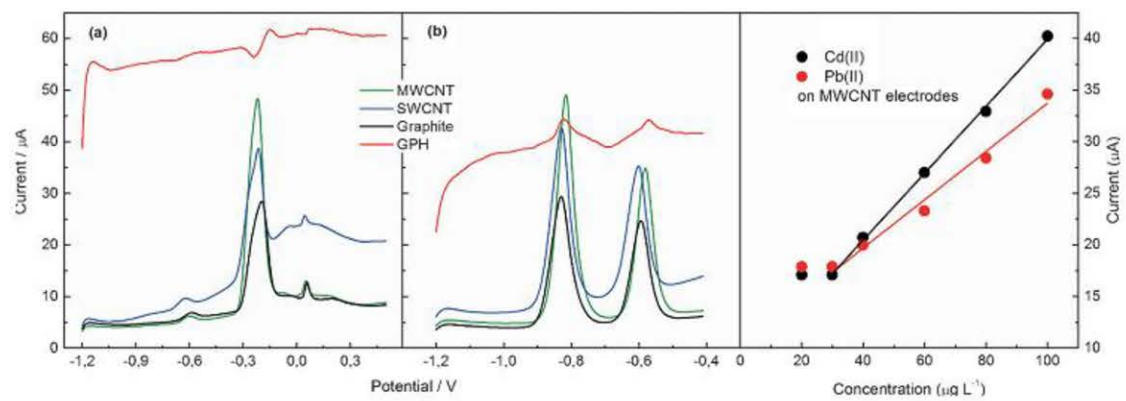 (a)
(b)
MWCNT
SWCNT
Graphite
GPH
Cd(II)
Pb(II)
on MWCNT electrodes
Current / μA
60
50
40
30
20
10
0
-1,2 -0,9 -0,6 -0,3 0,0 0,3
-1,2 -1,0 -0,8 -0,6 -0,4
Potential / V
0 20 40 60 80 100
Concentration (μg L⁻¹)
40
35
30
25
20
15
10
Current (μA)